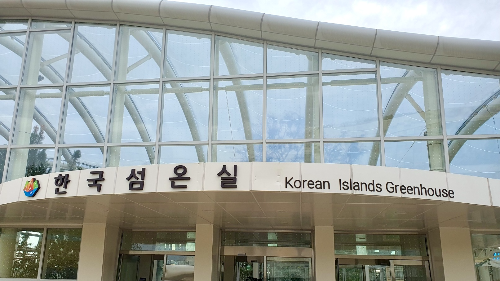 한국섬온실 Korean Islands Greenhouse